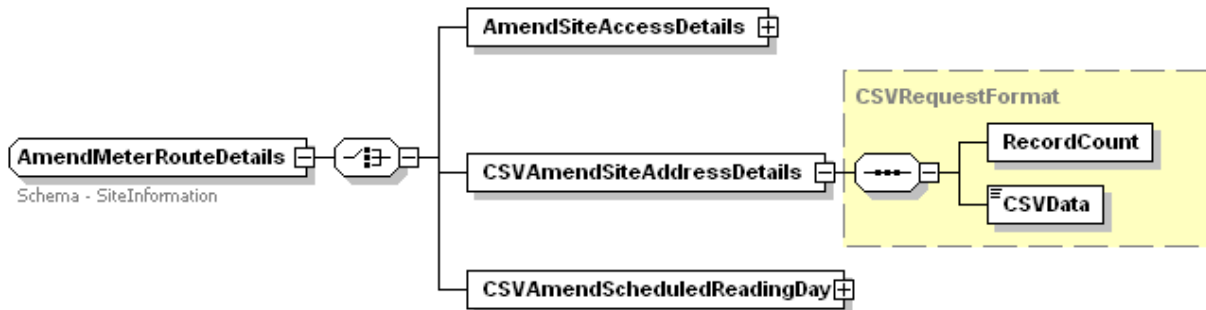 AmendSiteAccessDetails
CSVRequestFormat
AmendMeterRouteDetails
Schema - SiteInformation
CSVAmendSiteAddressDetails
RecordCount
CSVData
CSVAmendScheduledReadingDay